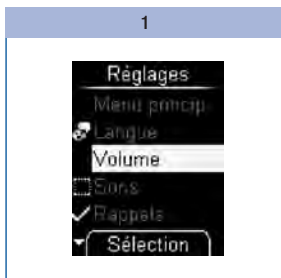 1
Réglages
Menu princip.
Langue
Volume
Sons
Rappels
Sélection